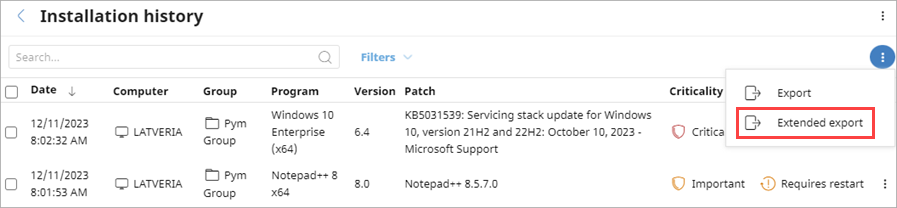 Installation history
Search...
Filters
Date ↓ Computer Group Program Version Patch Criticality
Export
Extended export
12/11/2023
8:02:32 AM
LATVERIA
Pym
Group
Windows 10
Enterprise
(x64)
6.4
KB5031539: Servicing stack update for Windows
10, version 21H2 and 22H2: October 10, 2023 -
Microsoft Support
Critica
12/11/2023
8:01:53 AM
LATVERIA
Pym
Group
Notepad++ 8
x64
8.0
Notepad++ 8.5.7.0
Important
Requires restart